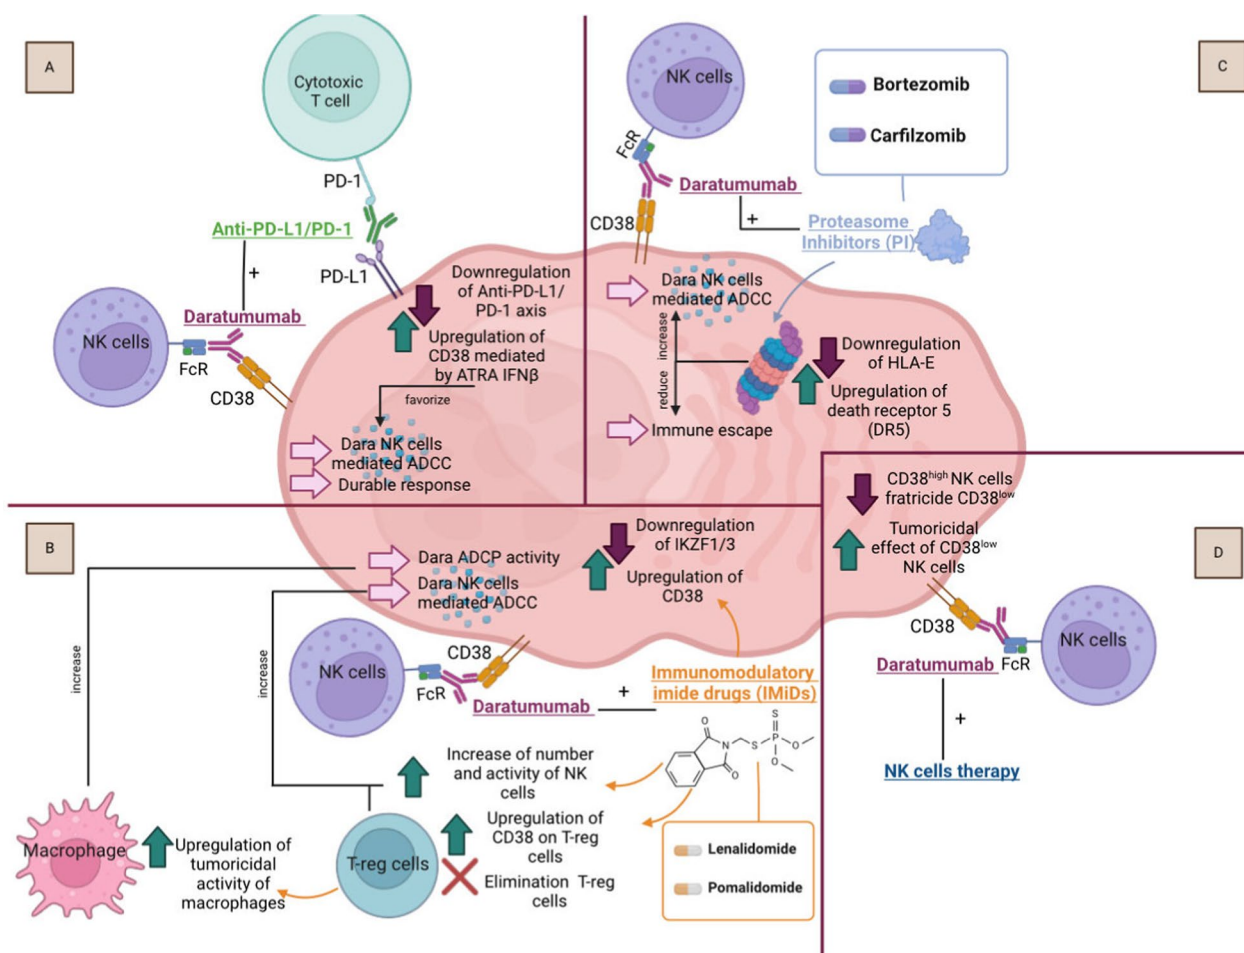 A
Cytotoxic
T cell
PD-1
Anti-PD-L1/PD-1
+
PD-L1
Daratumumab
NK cells
FcR
CD38
Downregulation
of Anti-PD-L1/
PD-1 axis
Upregulation of
CD38 mediated
by ATRA IFNβ
favorize
Dara NK cells
mediated ADCC
Durable response
C
NK cells
FcR
CD38
Daratumumab
+
Bortezomib
Carfilzomib
Proteasome
Inhibitors (PI)
Dara NK cells
mediated ADCC
increase
reduce
Immune escape
Downregulation
of HLA-E
Upregulation of
death receptor 5
(DR5)
B
Dara ADCP activity
Dara NK cells
mediated ADCC
Downregulation
of IKZF1/3
Upregulation of
CD38
increase
increase
NK cells
FcR
CD38
Daratumumab
+
Immunomodulatory
imide drugs (IMiDs)
O
N
O
S
S
P
O
O
Increase of number
and activity of NK
cells
Upregulation of
CD38 on T-reg
cells
Elimination T-reg
cells
Lenalidomide
Pomalidomide
Macrophage
Upregulation of
tumoricidal
activity of
macrophages
T-reg cells
D
CD38high NK cells
fratricide CD38low
Tumoricidal
effect of CD38low
NK cells
CD38
Daratumumab
FcR
NK cells
+
NK cells therapy